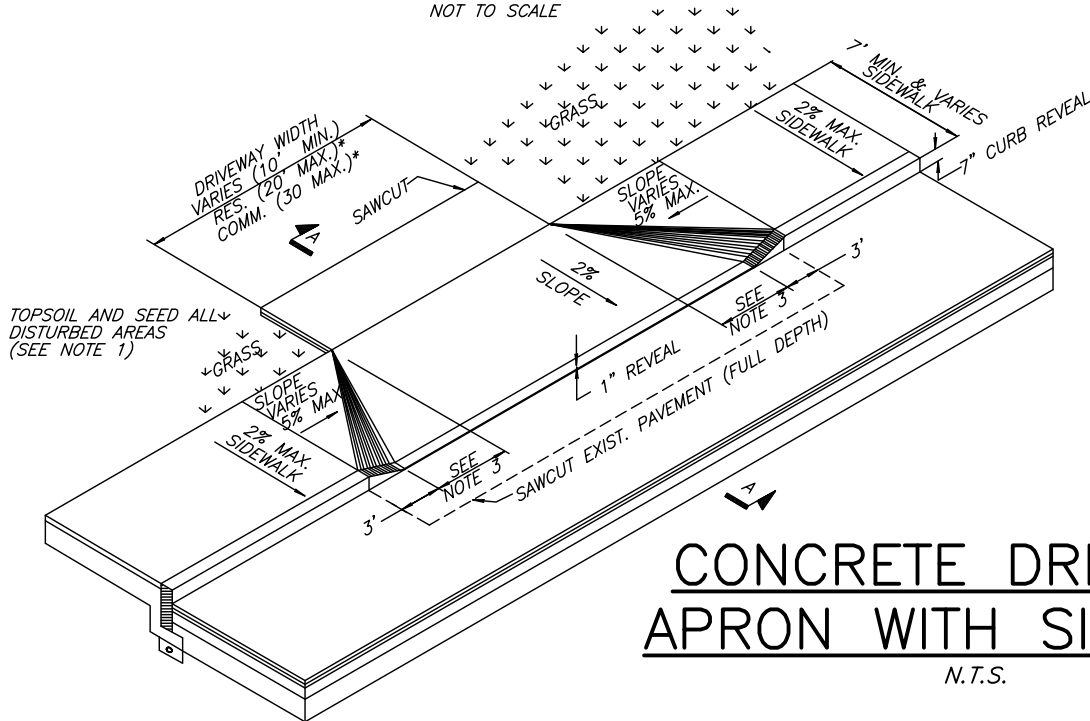 NOT TO SCALE
7' MIN. & VARIES
SIDEWALK
7" CURB REVEAL
2% MAX.
SIDEWALK
GRASS
DRIVEWAY WIDTH
VARIES (10' MIN.)
RES. (20' MAX.)*
COMM. (30 MAX.)*
SAWCUT
A
SLOPE
VARIES
5% MAX.
2%
SLOPE
3'
SEE
NOTE 3
TOPSOIL AND SEED ALL
DISTURBED AREAS
(SEE NOTE 1)
GRASS
1" REVEAL
SLOPE
VARIES
5% MAX
2% MAX.
SIDEWALK
SEE
NOTE 3
SAWCUT EXIST. PAVEMENT (FULL DEPTH)
3'
A
CONCRETE DRI
APRON WITH SI
N.T.S.